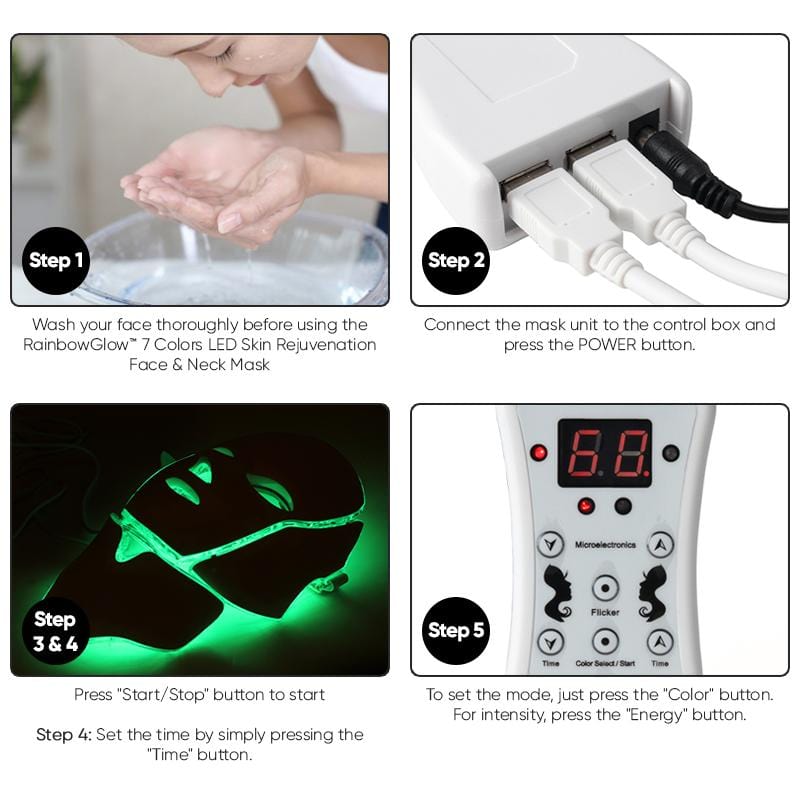 Step 1
Wash your face thoroughly before using the
RainbowGlow™ 7 Colors LED Skin Rejuvenation
Face & Neck Mask
Step 2
Connect the mask unit to the control box and
press the POWER button.
Step
3 & 4
Press "Start/Stop" button to start
Step 4: Set the time by simply pressing the
"Time" button.
68.
Microelectronics
Flicker
Time Color Select / Start Time
Step 5
To set the mode, just press the "Color" button.
For intensity, press the "Energy" button.